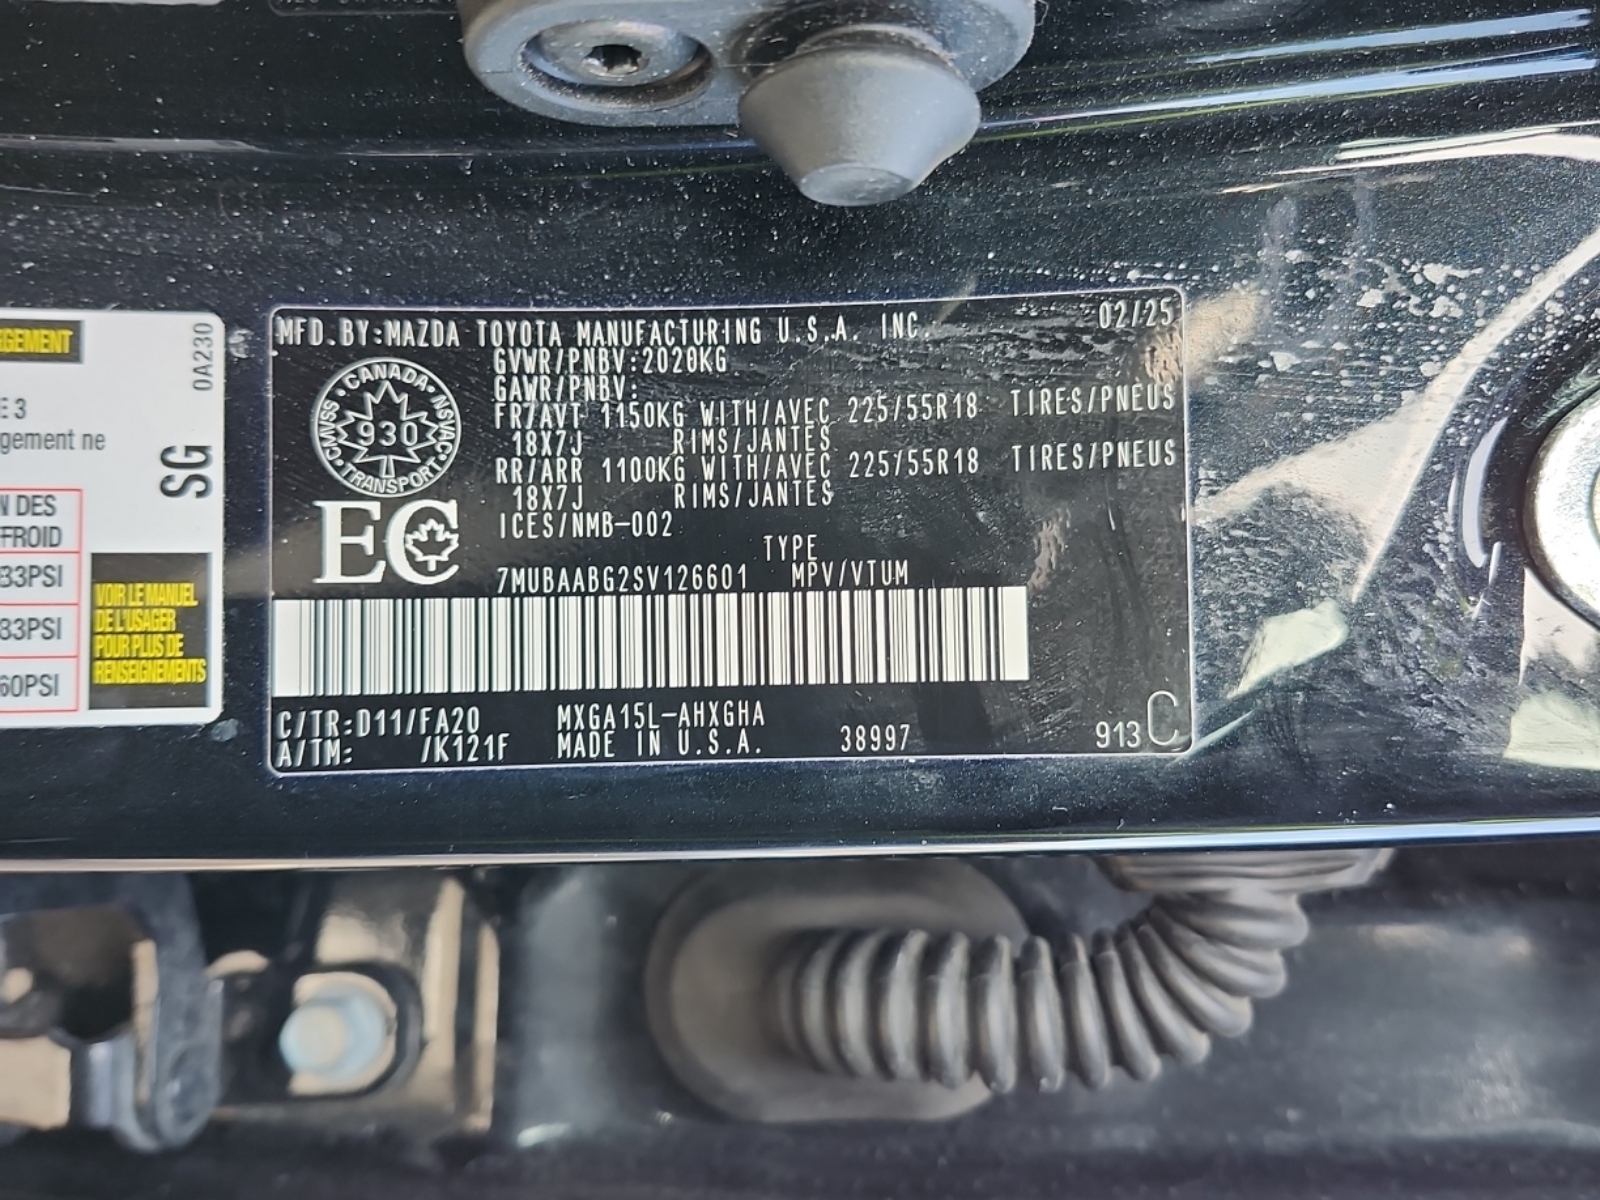 GEMENT
0A230
E 3
gement ne
SG
N DES
FROID
33PSI
83PSI
60PSI
VOIR LE MANUEL
DE L'USAGER
POUR PLUS DE
RENSEIGNEMENTS
MFD.BY:MAZDA TOYOTA MANUFACTURING U.S.A. INC. 02/25
GVWR/PNBV:2020KG
GAWR/PNBV:
FR/AVT 1150KG WITH/AVEC 225/55R18 TIRES/PNEUS
18X7J RIMS/JANTES
RR/ARR 1100KG WITH/AVEC 225/55R18 TIRES/PNEUS
18X7J RIMS/JANTES
ICES/NMB-002
CANADA
CMVSS 930 NSVAC
TRANSPORT
EC
TYPE
7MUBAABG2SV126601 MPV/VTUM
C/TR:D11/FA20 MXGA15L-AHXGHA
A/TM: /K121F MADE IN U.S.A. 38997 913 C